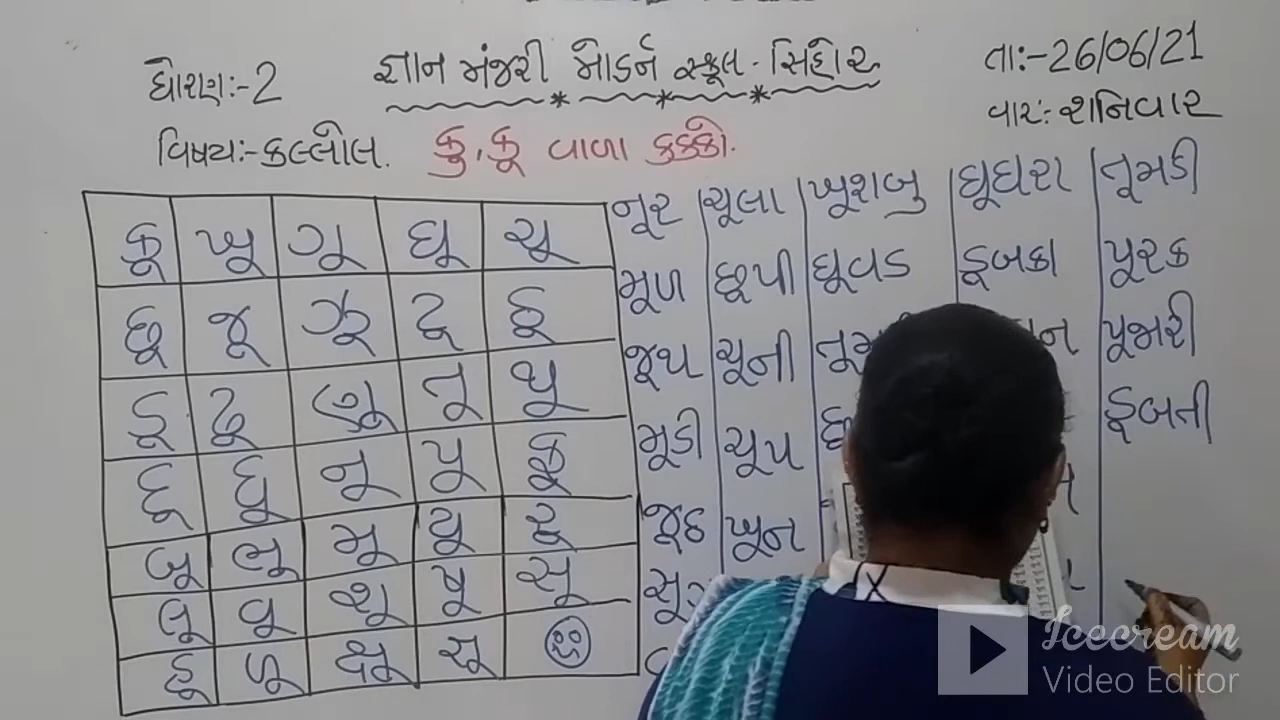 જ્ઞાન મંજરી મોડર્ન સ્કૂલ - સિહોર
ધોરણ:-2
તા:-26/06/21
વાર:-શનિવાર
વિષય:-કલ્લોલ.
કુ, કૂ વાળા કક્કો.
કૂ ખૂ ગૂ ઘૂ ચૂ
છૂ જૂ ઝૂ ટૂ ઠૂ
ડૂ ઢૂ ણૂ તૂ થૂ
દૂ ધૂ નૂ પૂ ફૂ
બૂ ભૂ મૂ યૂ રૂ
લૂ વૂ શૂ ષૂ સૂ
હૂ ળૂ ક્ષૂ જ્ઞૂ
નૂર ચૂલા ખૂશબુ ઘૂઘરા તૂમડી
મૂળ છૂપી ઘૂવડ ડૂબકા પૂરક
જૂથ ચૂની પૂજારી
મૂડી ચૂપ ડૂબતી
જૂઠ ખૂન
Icecream
Video Editor